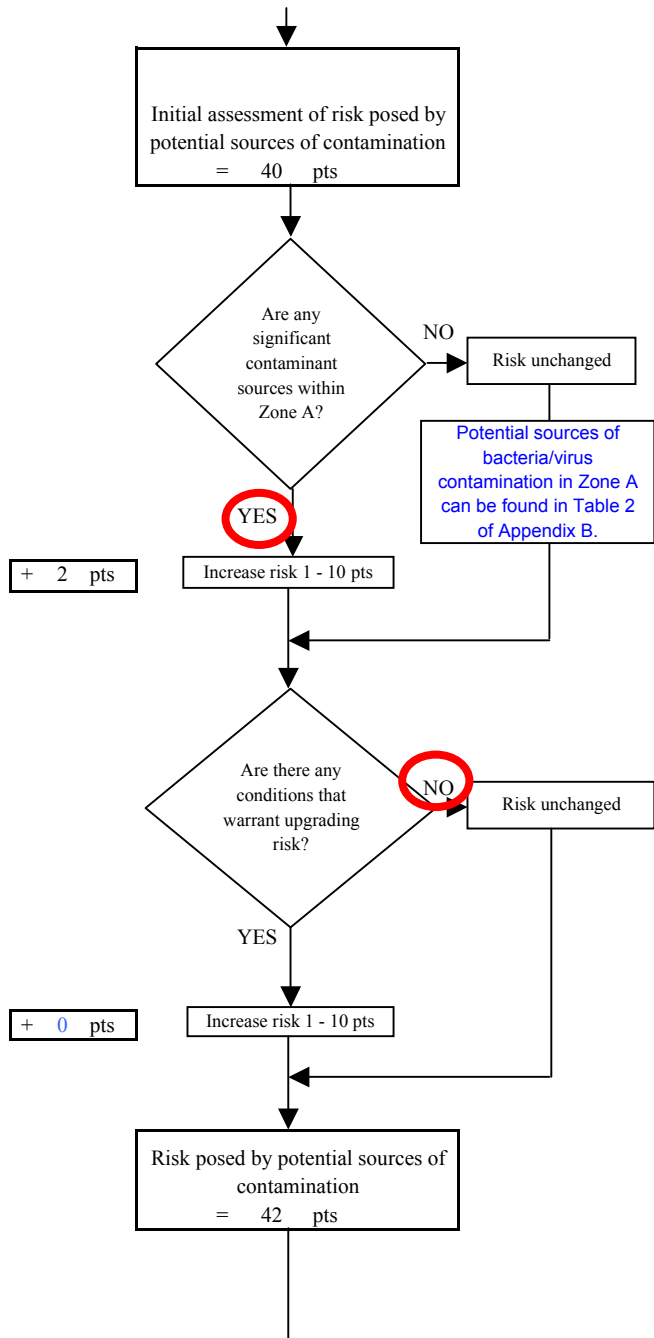 Initial assessment of risk posed by
potential sources of contamination
= 40 pts
Are any
significant
contaminant
sources within
Zone A?
NO
Risk unchanged
Potential sources of
bacteria/virus
contamination in Zone A
can be found in Table 2
of Appendix B.
YES
+ 2 pts
Increase risk 1 - 10 pts
Are there any
conditions that
warrant upgrading
risk?
NO
Risk unchanged
YES
+ 0 pts
Increase risk 1 - 10 pts
Risk posed by potential sources of
contamination
= 42 pts